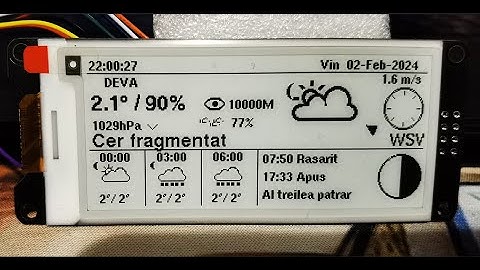 22:00:27 Vin 02-Feb-2024
DEVA 1.6 m/s
2.1° / 90% 10000M
1029hPa 77%
Cer fragmentat WSV
00:00 03:00 06:00 07:50 Rasarit
17:33 Apus
2°/ 2° 2°/ 2° 2°/ 2° Al treilea patrar